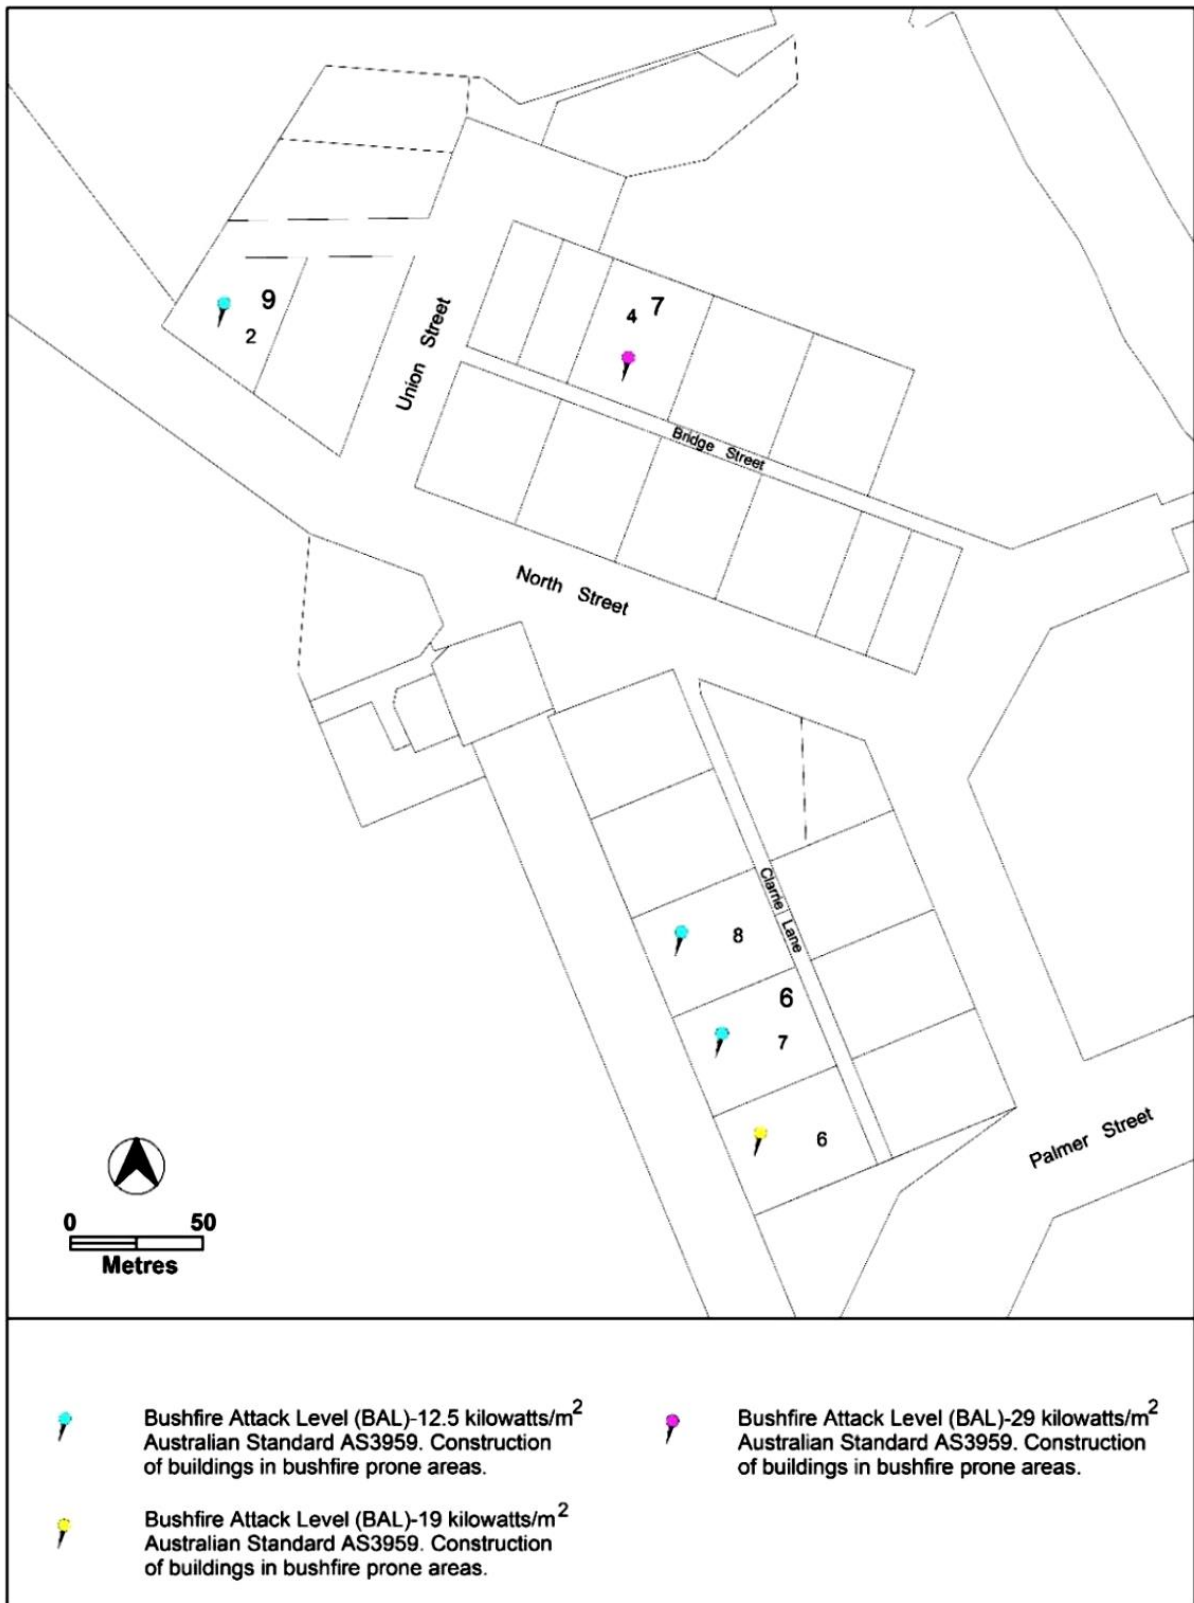 9
2
Union Street
4 7
Bridge Street
North Street
Clarrie Lane
8
6
7
6
Palmer Street
0 50
Metres
Bushfire Attack Level (BAL)-12.5 kilowatts/m²
Australian Standard AS3959. Construction
of buildings in bushfire prone areas.
Bushfire Attack Level (BAL)-29 kilowatts/m²
Australian Standard AS3959. Construction
of buildings in bushfire prone areas.
Bushfire Attack Level (BAL)-19 kilowatts/m²
Australian Standard AS3959. Construction
of buildings in bushfire prone areas.